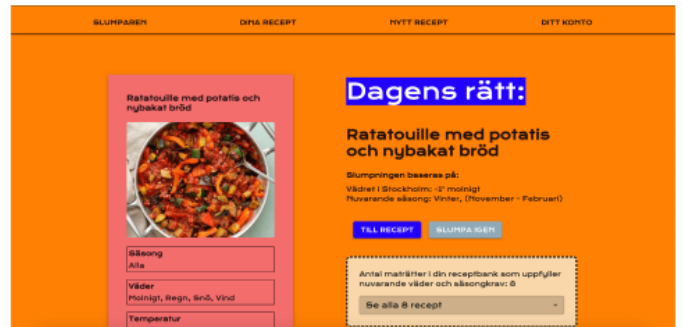 SLUMPAREN
DINA RECEPT
NYTT RECEPT
DITT KONTO
Ratatouille med potatis och
nybakat bröd
Säsong
Alla
Väder
Molnigt, Regn, Snö, Vind
Temperatur
Dagens rätt:
Ratatouille med potatis
och nybakat bröd
Slumpningen baseras på:
Vädret i Stockholm: -1° molnigt
Nuvarande säsong: Vinter, (November - Februari)
TILL RECEPT
SLUMPA IGEN
Antal maträtter i din receptbank som uppfyller
nuvarande väder och säsongkrav: 8
Se alla 8 recept